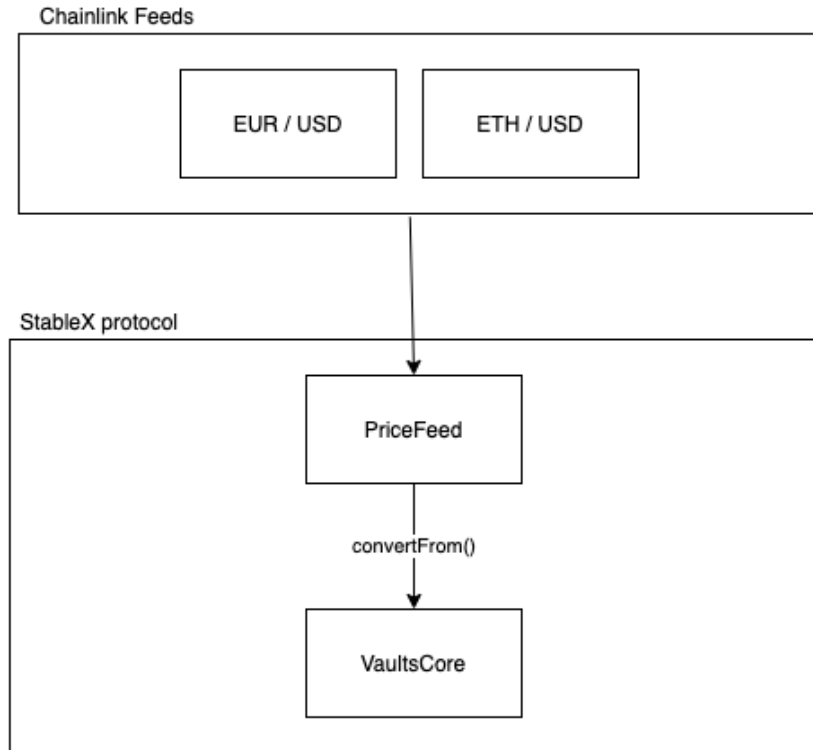 Chainlink Feeds
EUR / USD
ETH / USD
StableX protocol
PriceFeed
convertFrom()
VaultsCore